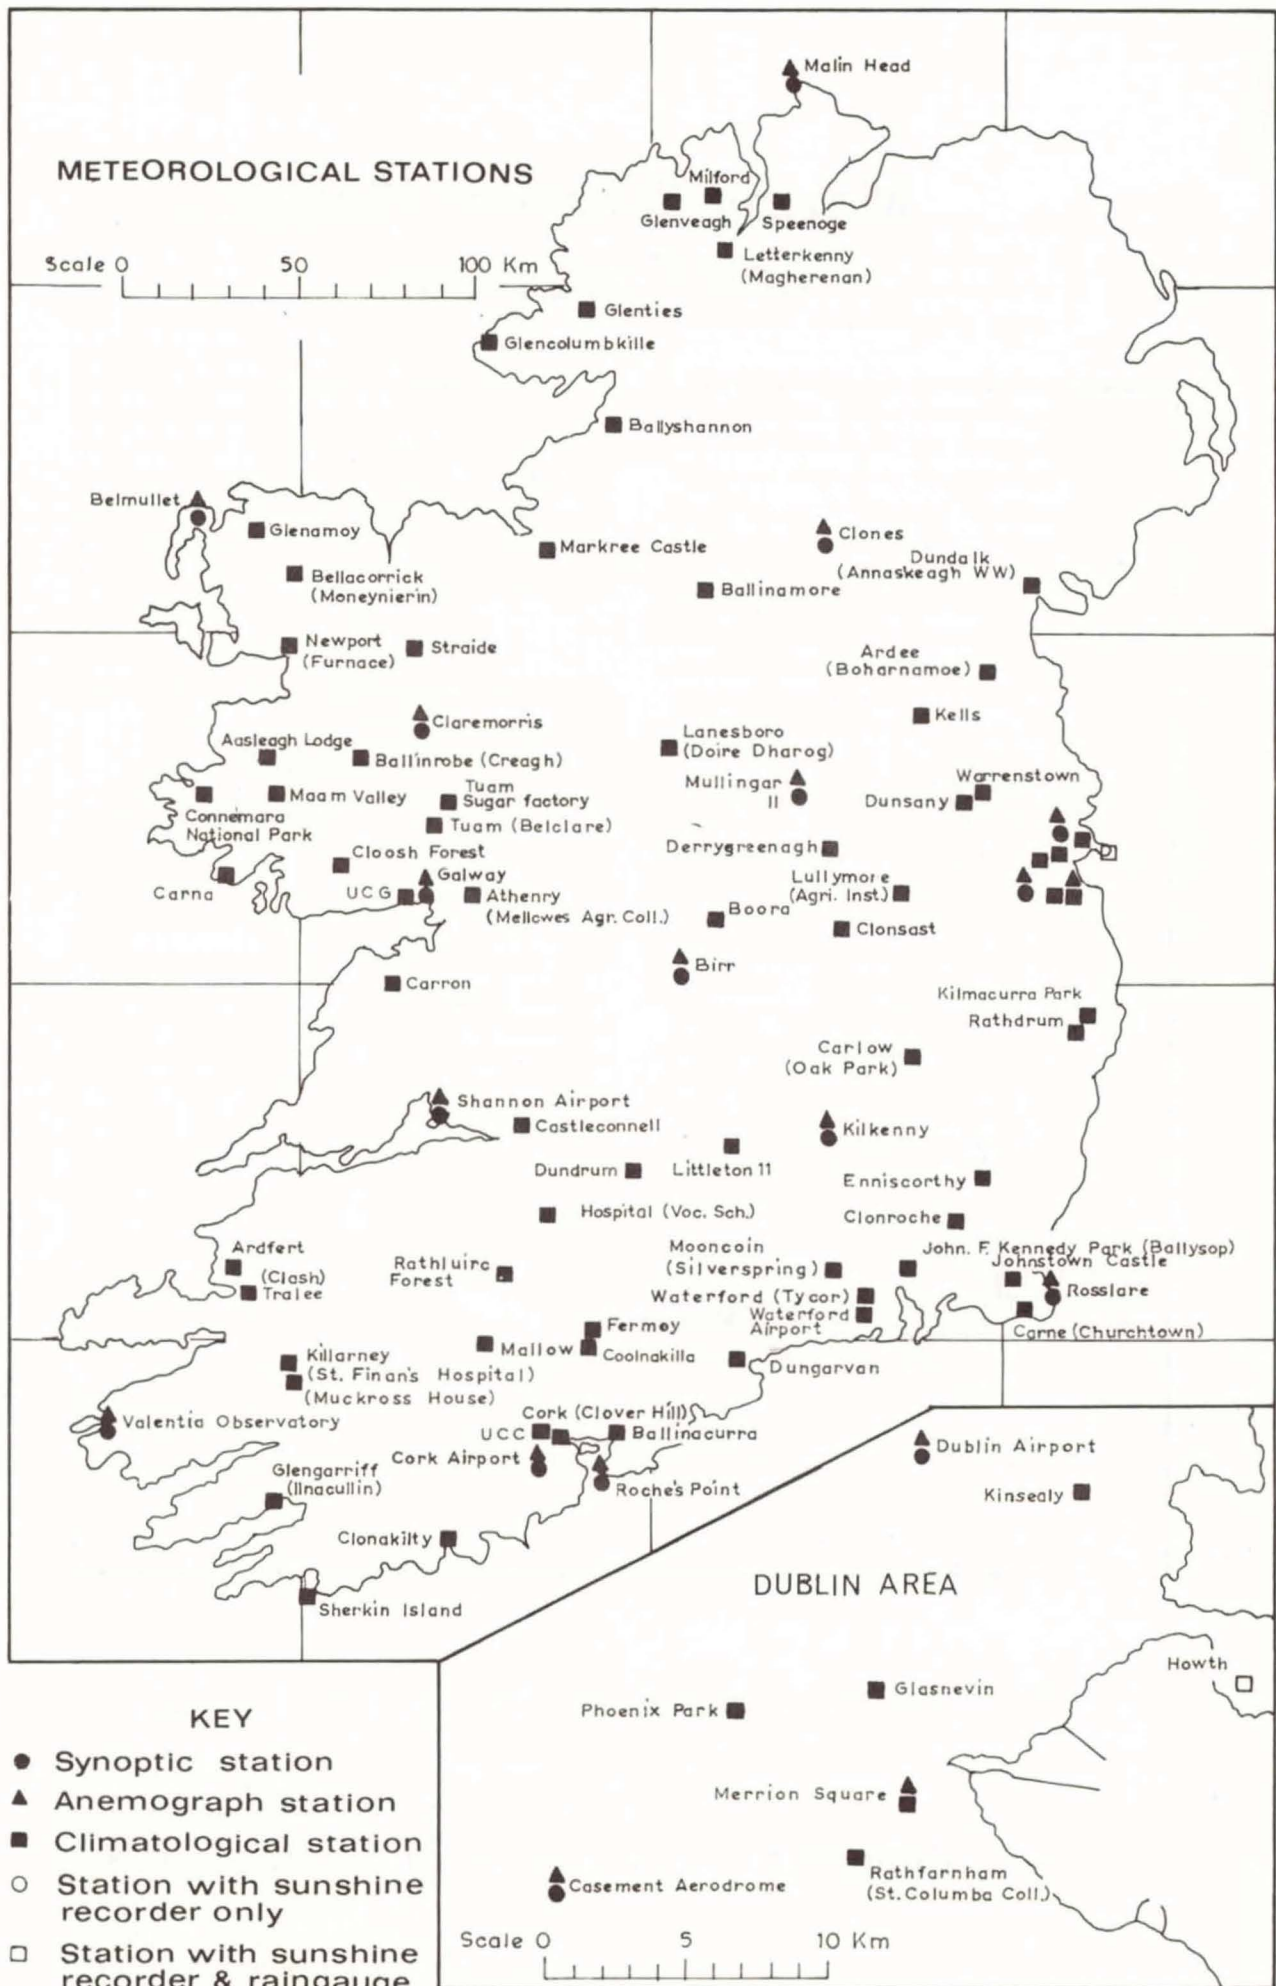 Malin Head
METEOROLOGICAL STATIONS
Milford
Glenveagh
Speenoge
Letterkenny
(Magherenan)
Scale 0 50 100 Km
Glenties
Glencolumbkille
Ballyshannon
Belmullet
Glenamoy
Markree Castle
Clones
Dundalk
(Annaskeagh WW)
Bellacorrick
(Moneynierin)
Ballinamore
Newport
(Furnace)
Straide
Ardee
(Boharnamoe)
Kells
Claremorris
Lanesboro
(Doire Dharog)
Aasleagh Lodge
Ballinrobe (Creagh)
Mullingar
II
Warrenstown
Dunsany
Maam Valley
Tuam
Sugar factory
Connemara
National Park
Tuam (Belclare)
Derrygreenagh
Cloosh Forest
Carna
UCG
Galway
Athenry
(Mellowes Agr. Coll.)
Lullymore
(Agri. Inst.)
Boora
Clonsast
Birr
Carron
Kilmacurra Park
Rathdrum
Carlow
(Oak Park)
Shannon Airport
Castleconnell
Kilkenny
Dundrum
Littleton 11
Enniscorthy
Hospital (Voc. Sch.)
Clonroche
Ardfert
(Clash)
Tralee
Rathluirc
Forest
Mooncoin
(Silverspring)
John. F. Kennedy Park (Ballysop)
Johnstown Castle
Rosslare
Waterford (Tycor)
Waterford
Airport
Carne (Churchtown)
Fermoy
Mallow
Coolnakilla
Dungarvan
Killarney
(St. Finan's Hospital)
(Muckross House)
Valentia Observatory
Cork (Clover Hill)
UCC
Ballinacurra
Cork Airport
Roche's Point
Glengarriff
(Ilnacullin)
Clonakilty
Sherkin Island
Dublin Airport
Kinsealy
DUBLIN AREA
Howth
Glasnevin
Phoenix Park
Merrion Square
Rathfarnham
(St. Columba Coll.)
Casement Aerodrome
Scale 0 5 10 Km
KEY
Synoptic station
Anemograph station
Climatological station
Station with sunshine
recorder only
Station with sunshine
recorder & raingauge